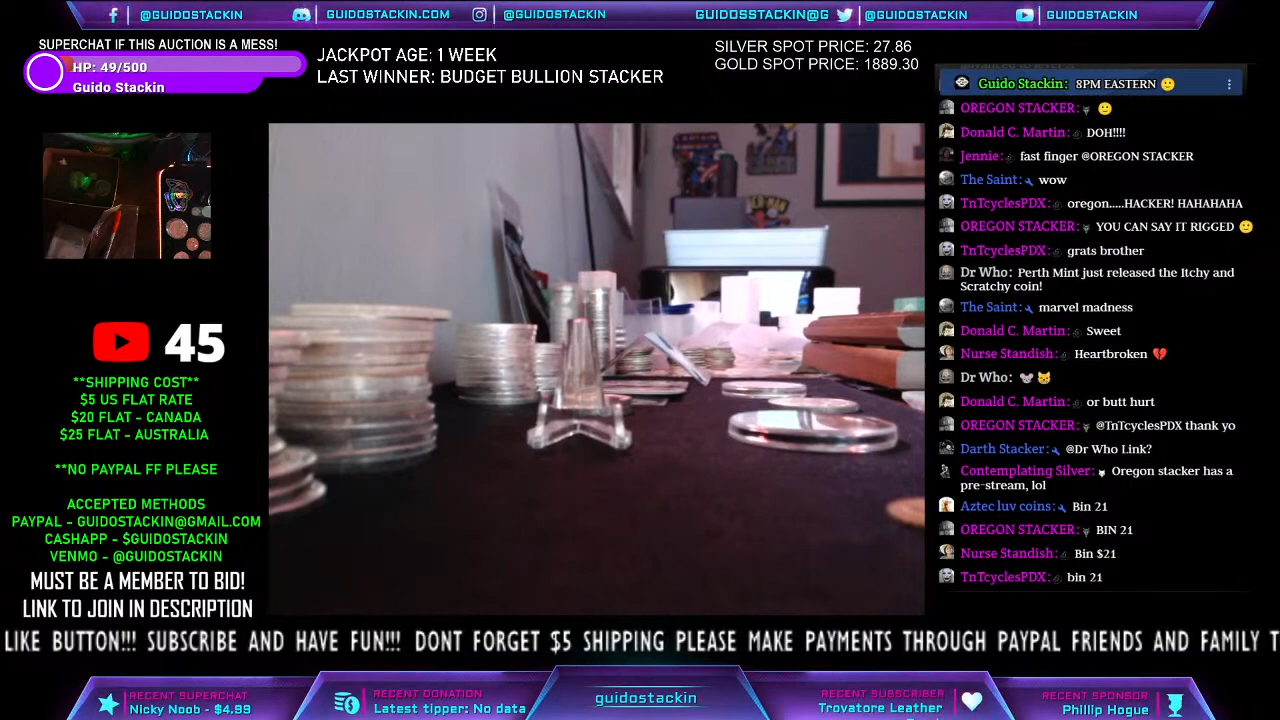 @GUIDOSTACKIN
GUIDOSTACKIN.COM
@GUIDOSTACKIN
GUIDOSSTACKIN@G
@GUIDOSTACKIN
GUIDOSTACKIN
SUPERCHAT IF THIS AUCTION IS A MESS!
HP: 49/500
Guido Stackin
JACKPOT AGE: 1 WEEK
LAST WINNER: BUDGET BULLION STACKER
SILVER SPOT PRICE: 27.86
GOLD SPOT PRICE: 1889.30
Guido Stackin: 8PM EASTERN 🙂
OREGON STACKER: 🙂
Donald C. Martin: DOH!!!!
Jennie: fast finger @OREGON STACKER
The Saint: wow
TnTcyclesPDX: oregon.....HACKER! HAHAHAHA
OREGON STACKER: YOU CAN SAY IT RIGGED 🙂
TnTcyclesPDX: grats brother
Dr Who: Perth Mint just released the Itchy and
Scratchy coin!
The Saint: marvel madness
Donald C. Martin: Sweet
Nurse Standish: Heartbroken 💔
Dr Who: 🐭 😺
Donald C. Martin: or butt hurt
OREGON STACKER: @TnTcyclesPDX thank yo
Darth Stacker: @Dr Who Link?
Contemplating Silver: Oregon stacker has a
pre-stream, lol
Aztec luv coins: Bin 21
OREGON STACKER: BIN 21
Nurse Standish: Bin $21
TnTcyclesPDX: bin 21
45
**SHIPPING COST**
$5 US FLAT RATE
$20 FLAT - CANADA
$25 FLAT - AUSTRALIA
**NO PAYPAL FF PLEASE
ACCEPTED METHODS
PAYPAL - GUIDOSTACKIN@GMAIL.COM
CASHAPP - $GUIDOSTACKIN
VENMO - @GUIDOSTACKIN
MUST BE A MEMBER TO BID!
LINK TO JOIN IN DESCRIPTION
LIKE BUTTON!!! SUBSCRIBE AND HAVE FUN!!! DONT FORGET $5 SHIPPING PLEASE MAKE PAYMENTS THROUGH PAYPAL FRIENDS AND FAMILY T
RECENT SUPERCHAT
Nicky Noob - $4.99
RECENT DONATION
Latest tipper: No data
guidostackin
RECENT SUBSCRIBER
Trovatore Leather
RECENT SPONSOR
Phillip Hogue